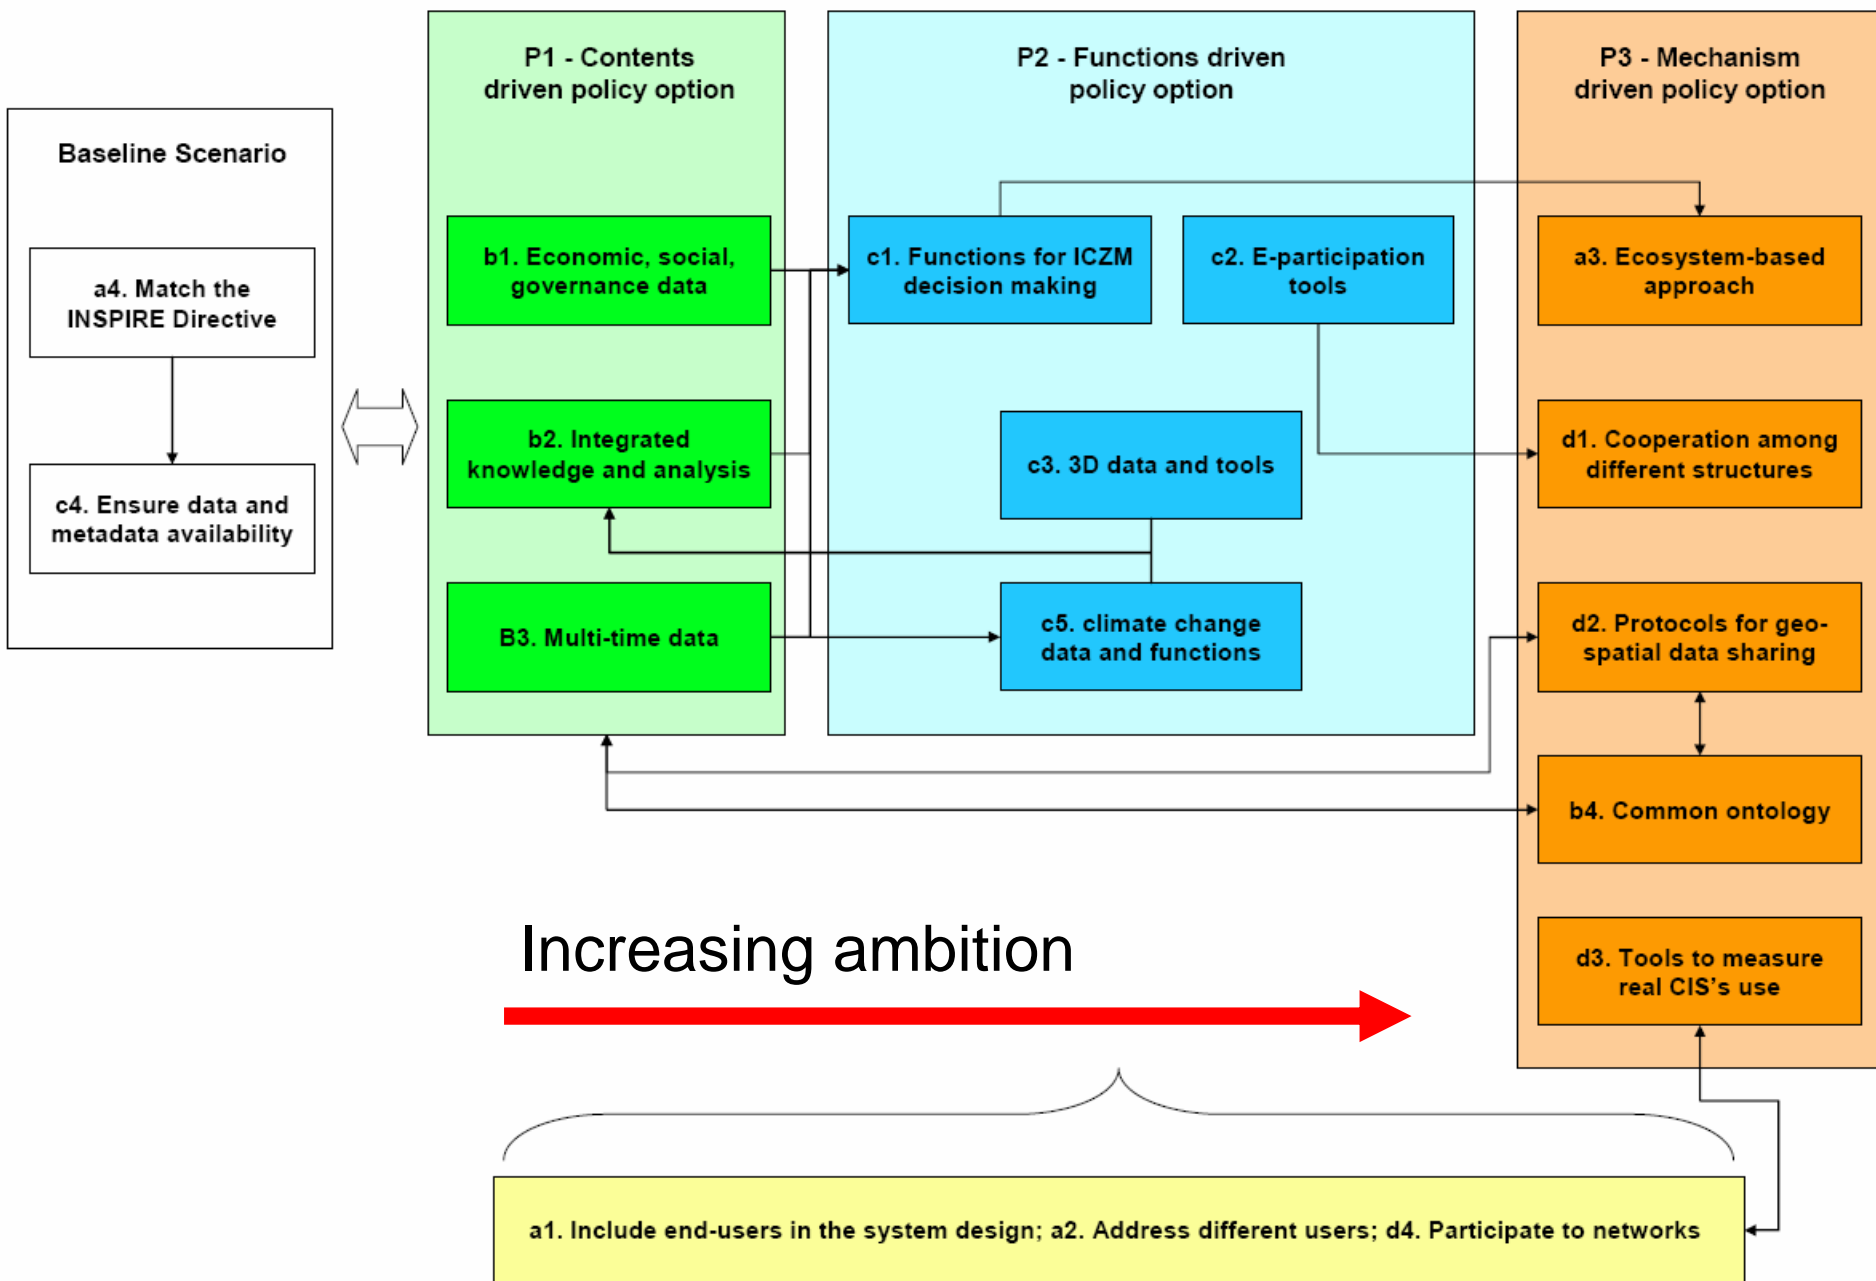 Baseline Scenario
a4. Match the
INSPIRE Directive
c4. Ensure data and
metadata availability
P1 - Contents
driven policy option
b1. Economic, social,
governance data
b2. Integrated
knowledge and analysis
B3. Multi-time data
P2 - Functions driven
policy option
c1. Functions for ICZM
decision making
c2. E-participation
tools
c3. 3D data and tools
c5. climate change
data and functions
P3 - Mechanism
driven policy option
a3. Ecosystem-based
approach
d1. Cooperation among
different structures
d2. Protocols for geo-
spatial data sharing
b4. Common ontology
d3. Tools to measure
real CIS's use
Increasing ambition
a1. Include end-users in the system design; a2. Address different users; d4. Participate to networks